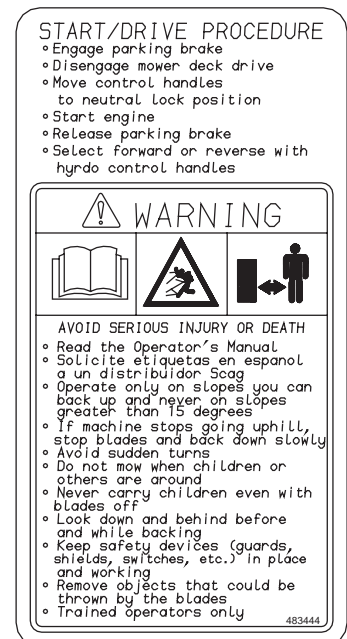 START/DRIVE PROCEDURE
° Engage parking brake
° Disengage mower deck drive
° Move control handles
to neutral lock position
° Start engine
° Release parking brake
° Select forward or reverse with
hyrdo control handles
WARNING
AVOID SERIOUS INJURY OR DEATH
° Read the Operator's Manual
° Solicite etiquetas en espanol
a un distribuidor Scag
° Operate only on slopes you can
back up and never on slopes
greater than 15 degrees
° If machine stops going uphill,
stop blades and back down slowly
° Avoid sudden turns
° Do not mow when children or
others are around
° Never carry children even with
blades off
° Look down and behind before
and while backing
° Keep safety devices (guards,
shields, switches, etc.) in place
and working
° Remove objects that could be
thrown by the blades
° Trained operators only
483444